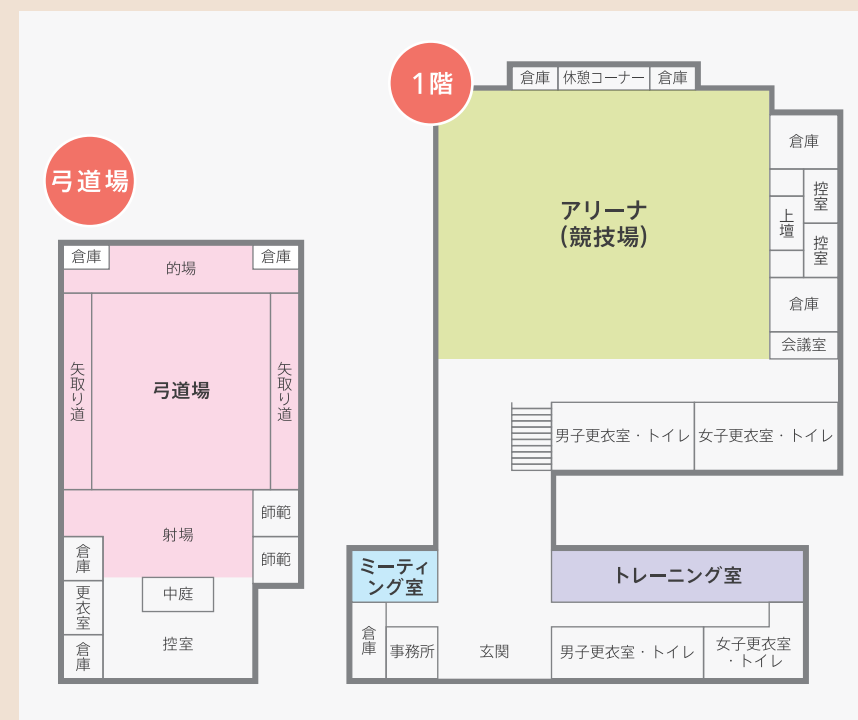 弓道場
倉庫
的場
倉庫
矢取り道
弓道場
矢取り道
射場
師範
師範
倉庫
更衣室
倉庫
中庭
控室
1階
倉庫
休憩コーナー
倉庫
アリーナ
(競技場)
倉庫
控室
上壇
控室
倉庫
会議室
男子更衣室・トイレ
女子更衣室・トイレ
ミーティ
ング室
トレーニング室
倉庫
事務所
玄関
男子更衣室・トイレ
女子更衣室
・トイレ